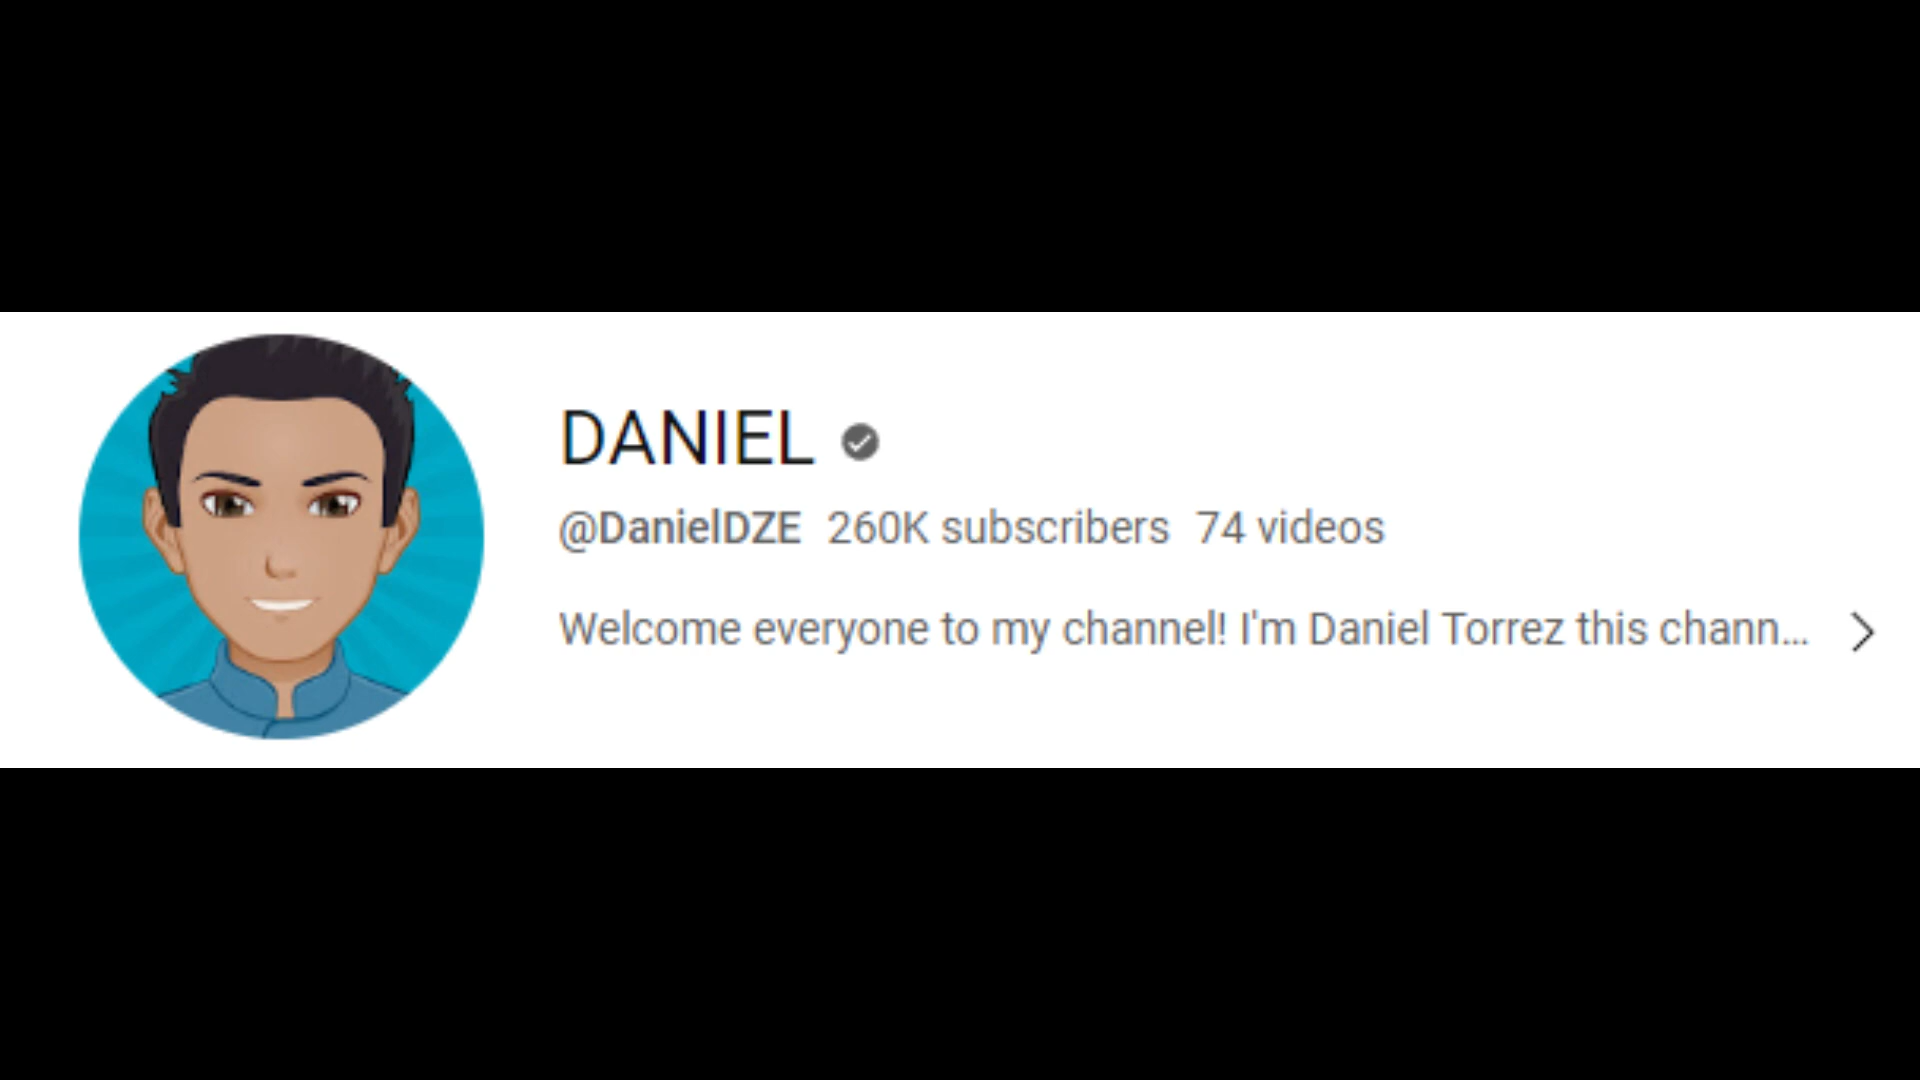 DANIEL
@DanielDZE 260K subscribers 74 videos
Welcome everyone to my channel! I'm Daniel Torrez this chann...